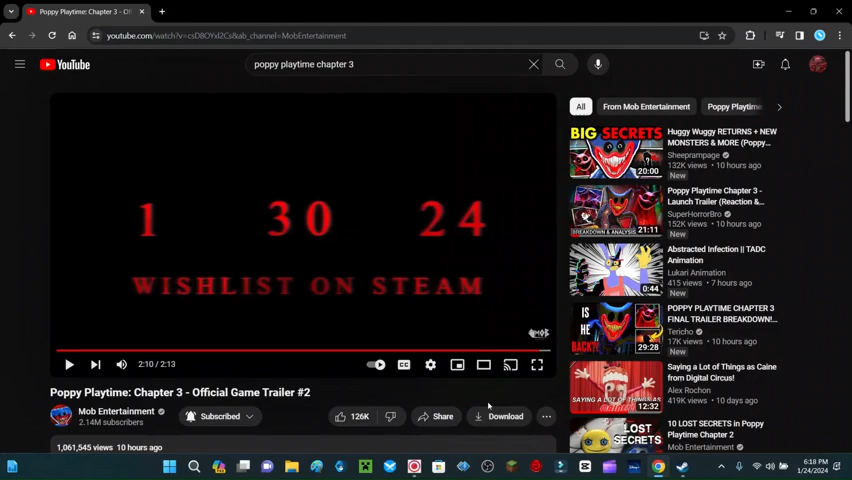 Poppy Playtime: Chapter 3 - Offi
youtube.com/watch?v=csD8OYxI2Cs&ab_channel=MobEntertainment
YouTube
poppy playtime chapter 3
1 30 24
WISHLIST ON STEAM
MOB
2:10 / 2:13
CC
Poppy Playtime: Chapter 3 - Official Game Trailer #2
Mob Entertainment
2.14M subscribers
Subscribed
126K
Share
Download
1,061,545 views 10 hours ago
All
From Mob Entertainment
Poppy Playtime
BIG SECRETS
20:00
Huggy Wuggy RETURNS + NEW
MONSTERS & MORE (Poppy...
Sheeprampage
132K views • 10 hours ago
New
BREAKDOWN & ANALYSIS
21:11
Poppy Playtime Chapter 3 -
Launch Trailer (Reaction &...
SuperHorrorBro
152K views • 10 hours ago
New
0:44
Abstracted Infection || TADC
Animation
Lukari Animation
415 views • 7 hours ago
New
IS
HE
BACK?
29:28
POPPY PLAYTIME CHAPTER 3
FINAL TRAILER BREAKDOWN!...
Tericho
17K views • 10 hours ago
New
SAYING A LOT OF THINGS AS CAINE
12:32
Saying a Lot of Things as Caine
from Digital Circus!
Alex Rochon
419K views • 10 days ago
LOST
SECRETS
10 LOST SECRETS in Poppy
Playtime Chapter 2
6:18 PM
1/24/2024